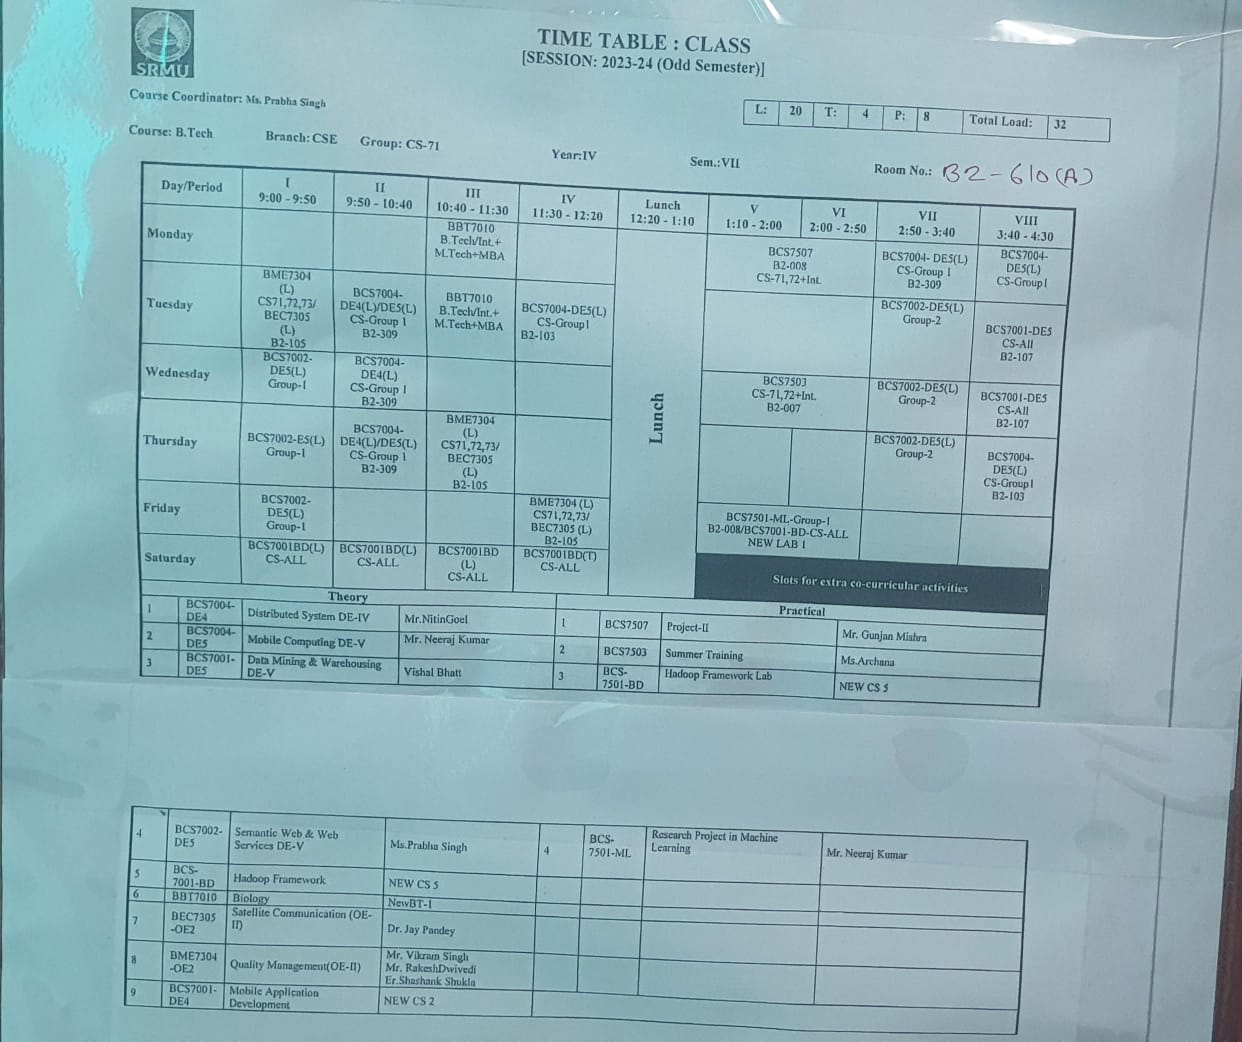 SRMU
TIME TABLE : CLASS
[SESSION: 2023-24 (Odd Semester)]
Course Coordinator: Ms. Prabha Singh
L: 20 T: 4 P: 8 Total Load: 32
Course: B.Tech Branch: CSE Group: CS-71 Year:IV Sem.:VII Room No.: B2-610(A)
Day/Period
I
9:00 - 9:50
II
9:50 - 10:40
III
10:40 - 11:30
IV
11:30 - 12:20
Lunch
12:20 - 1:10
V
1:10 - 2:00
VI
2:00 - 2:50
VII
2:50 - 3:40
VIII
3:40 - 4:30
Monday
BBT7010
B.Tech/Int.+
M.Tech+MBA
BCS7507
B2-008
CS-71,72+Int.
BCS7004- DE5(L)
CS-Group 1
B2-309
BCS7004-
DE5(L)
CS-Group1
Tuesday
BME7304
(L)
CS71,72,73/
BEC7305
(L)
B2-105
BCS7004-
DE4(L)/DE5(L)
CS-Group 1
B2-309
BBT7010
B.Tech/Int.+
M.Tech+MBA
BCS7004-DE5(L)
CS-Group1
B2-103
BCS7002-DE5(L)
Group-2
BCS7001-DE5
CS-All
B2-107
Wednesday
BCS7002-
DE5(L)
Group-1
BCS7004-
DE4(L)
CS-Group 1
B2-309
Lunch
BCS7503
CS-71,72+Int.
B2-007
BCS7002-DE5(L)
Group-2
BCS7001-DE5
CS-All
B2-107
Thursday
BCS7002-E5(L)
Group-1
BCS7004-
DE4(L)/DE5(L)
CS-Group 1
B2-309
BME7304
(L)
CS71,72,73/
BEC7305
(L)
B2-105
BCS7002-DE5(L)
Group-2
BCS7004-
DE5(L)
CS-Group1
B2-103
Friday
BCS7002-
DE5(L)
Group-1
BME7304 (L)
CS71,72,73/
BEC7305 (L)
B2-105
BCS7501-ML-Group-1
B2-008/BCS7001-BD-CS-ALL
NEW LAB 1
Saturday
BCS7001BD(L)
CS-ALL
BCS7001BD(L)
CS-ALL
BCS7001BD
(L)
CS-ALL
BCS7001BD(T)
CS-ALL
Slots for extra co-curricular activities
Theory
Practical
1
BCS7004-
DE4
Distributed System DE-IV
Mr.NitinGoel
1
BCS7507
Project-II
Mr. Gunjan Mishra
2
BCS7004-
DE5
Mobile Computing DE-V
Mr. Neeraj Kumar
2
BCS7503
Summer Training
Ms.Archana
3
BCS7001-
DE5
Data Mining & Warehousing
DE-V
Vishal Bhatt
3
BCS-
7501-BD
Hadoop Framework Lab
NEW CS 5
4
BCS7002-
DE5
Semantic Web & Web
Services DE-V
Ms.Prabha Singh
4
BCS-
7501-ML
Research Project in Machine
Learning
Mr. Neeraj Kumar
5
BCS-
7001-BD
Hadoop Framework
NEW CS 5
6
BBT7010
Biology
NewBT-1
7
BEC7305
-OE2
Satellite Communication (OE-
II)
Dr. Jay Pandey
8
BME7304
-OE2
Quality Management(OE-II)
Mr. Vikram Singh
Mr. RakeshDwivedi
Er.Shashank Shukla
9
BCS7001-
DE4
Mobile Application
Development
NEW CS 2